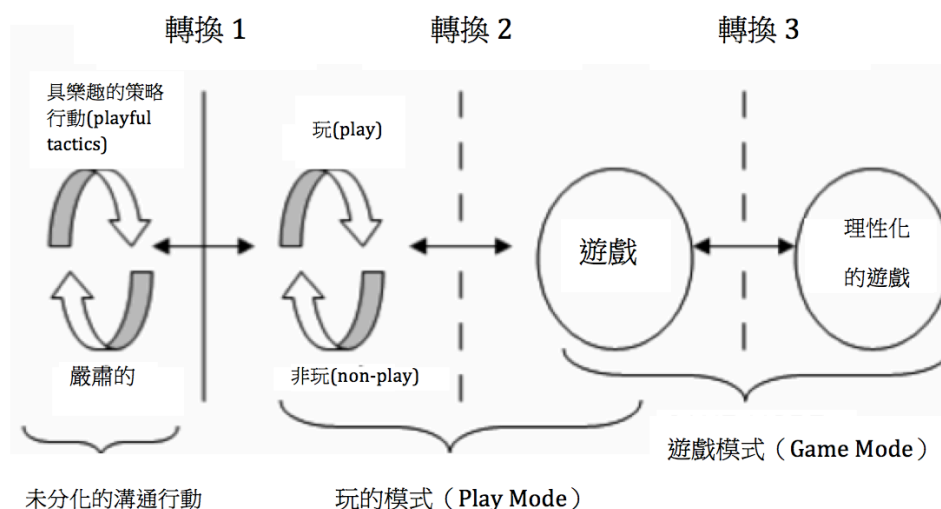 轉換 1
轉換 2
轉換 3
具樂趣的策略
行動(playful
tactics)
嚴肅的
玩(play)
非玩(non-play)
遊戲
理性化
的遊戲
未分化的溝通行動
玩的模式（Play Mode）
遊戲模式（Game Mode）